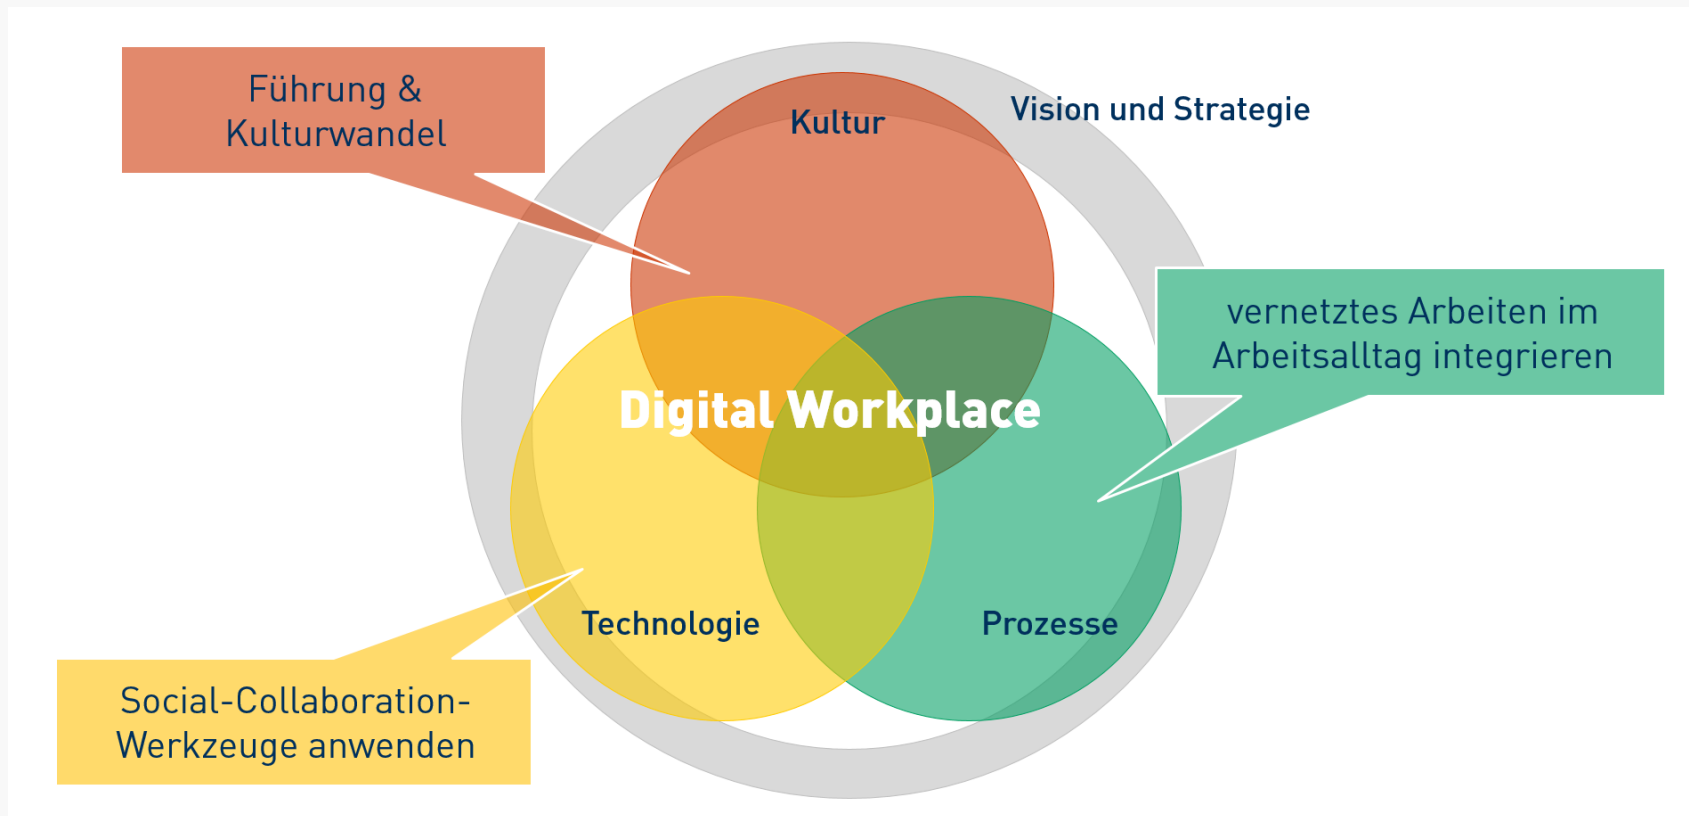 Führung &
Kulturwandel
Kultur
Vision und Strategie
vernetztes Arbeiten im
Arbeitsalltag integrieren
Digital Workplace
Technologie
Prozesse
Social-Collaboration-
Werkzeuge anwenden